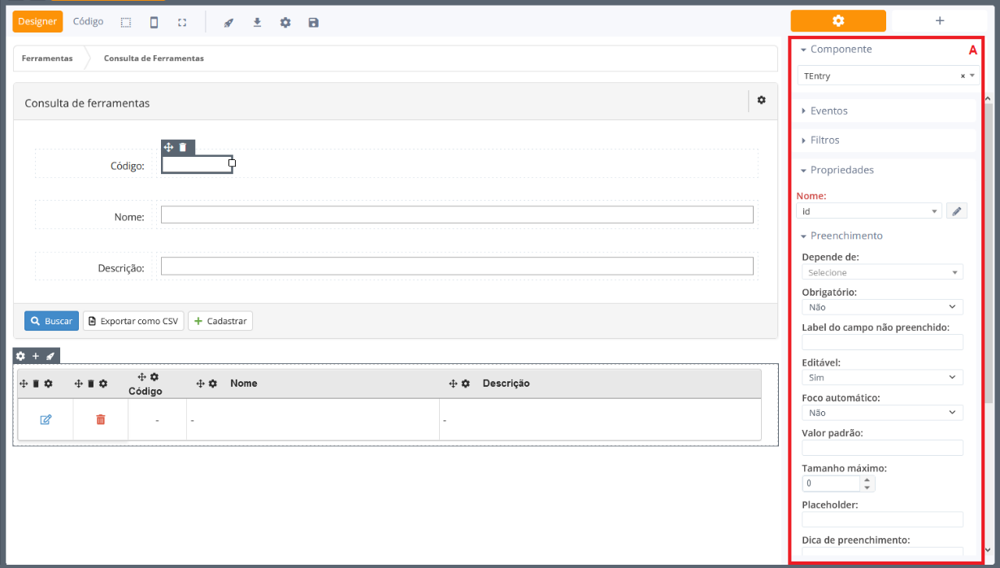 Designer
Código
Ferramentas
Consulta de Ferramentas
Consulta de ferramentas
Código:
Nome:
Descrição:
Buscar
Exportar como CSV
Cadastrar
Código
Nome
Descrição
-
-
-
A
Componente
TEntry
Eventos
Filtros
Propriedades
Nome:
id
Preenchimento
Depende de:
Selecione
Obrigatório:
Não
Label do campo não preenchido:
Editável:
Sim
Foco automático:
Não
Valor padrão:
Tamanho máximo:
0
Placeholder:
Dica de preenchimento: